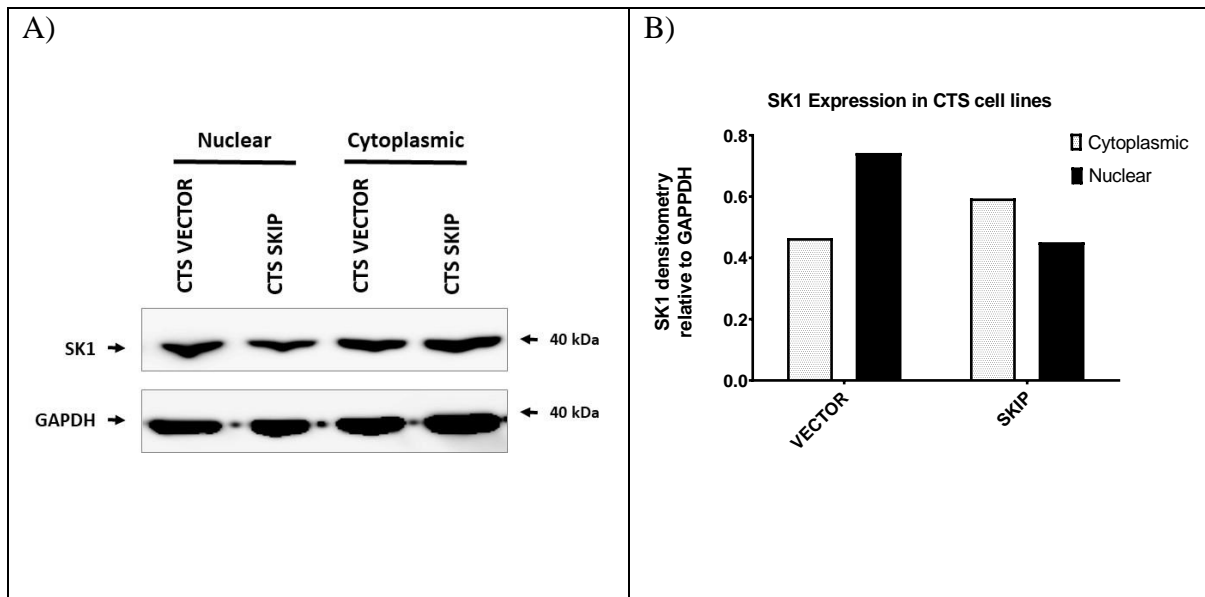 A)
Nuclear
Cytoplasmic
CTS VECTOR
CTS SKIP
CTS VECTOR
CTS SKIP
SK1
40 kDa
GAPDH
40 kDa
B)
SK1 Expression in CTS cell lines
SK1 densitometry
relative to GAPPDH
0.8
0.6
0.4
0.2
0.0
VECTOR
SKIP
Cytoplasmic
Nuclear